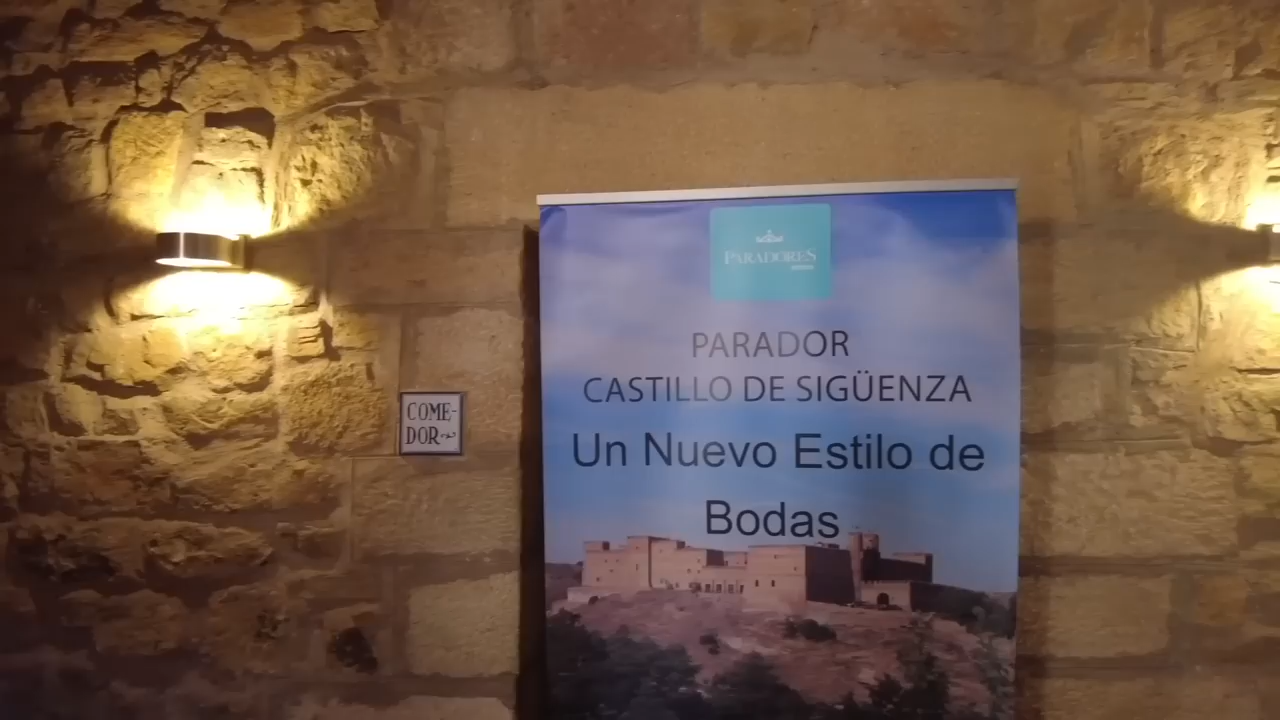 PARADORES
PARADOR
CASTILLO DE SIGÜENZA
Un Nuevo Estilo de
Bodas
COME-
DOR